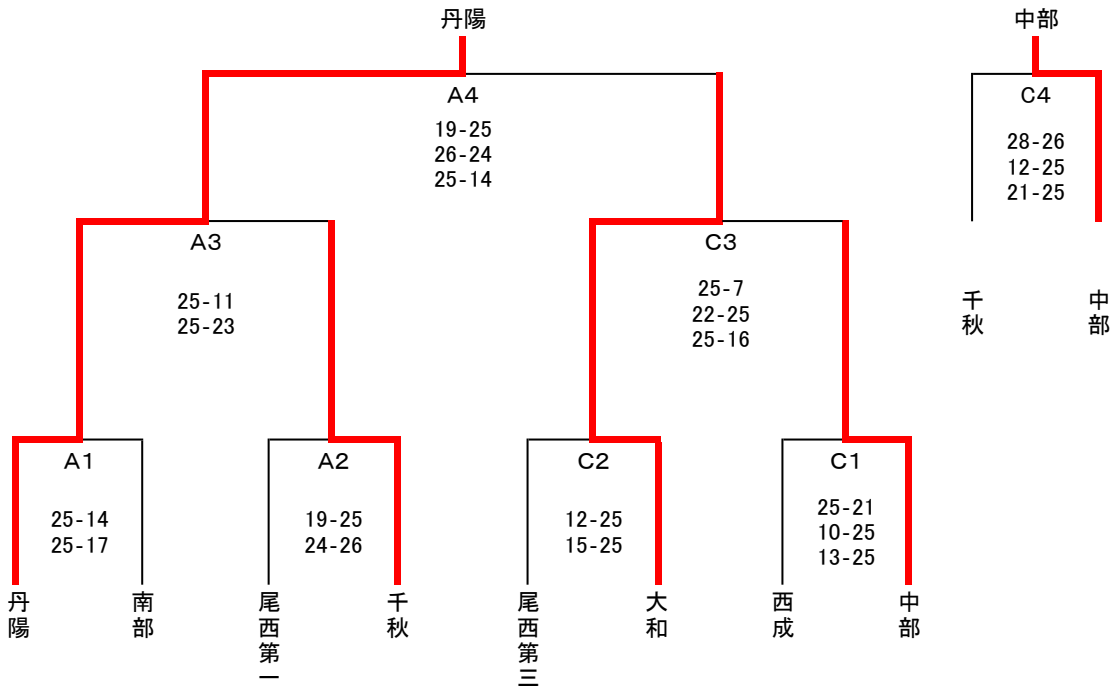 丹陽
中部
A4
19-25
26-24
25-14
C4
28-26
12-25
21-25
A3
25-11
25-23
C3
25-7
22-25
25-16
千秋
中部
A1
25-14
25-17
A2
19-25
24-26
C2
12-25
15-25
C1
25-21
10-25
13-25
丹陽
南部
尾西第一
千秋
尾西第三
大和
西成
中部